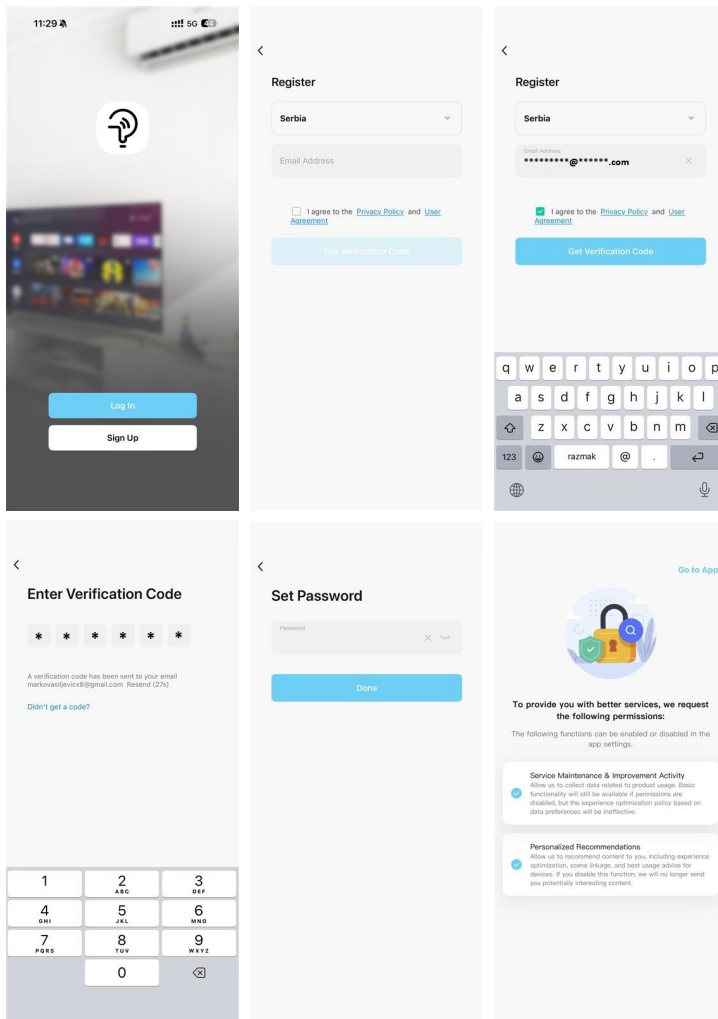 11:29
5G
Log In
Sign Up
Register
Serbia
Email Address
I agree to the Privacy Policy and User
Agreement
Get Verification Code
Register
Serbia
Email Address
*********@******.com
I agree to the Privacy Policy and User
Agreement
Get Verification Code
q w e r t y u i o p
a s d f g h j k l
z x c v b n m
123 razmak @ .
Enter Verification Code
* * * * * *
A verification code has been sent to your email
markovasiljevicx8@gmail.com Resend (27s)
Didn't get a code?
1 2 3
ABC DEF
4 5 6
GHI JKL MNO
7 8 9
PQRS TUV WXYZ
0
Set Password
Password
Done
Go to App
To provide you with better services, we request
the following permissions:
The following functions can be enabled or disabled in the
app settings.
Service Maintenance & Improvement Activity
Allow us to collect data related to product usage. Basic
functionality will still be available if permissions are
disabled, but the experience optimization policy based on
data preferences will be ineffective.
Personalized Recommendations
Allow us to recommend content to you, including experience
optimization, scene linkage, and best usage advice for
devices. If you disable this function, we will no longer send
you potentially interesting content.